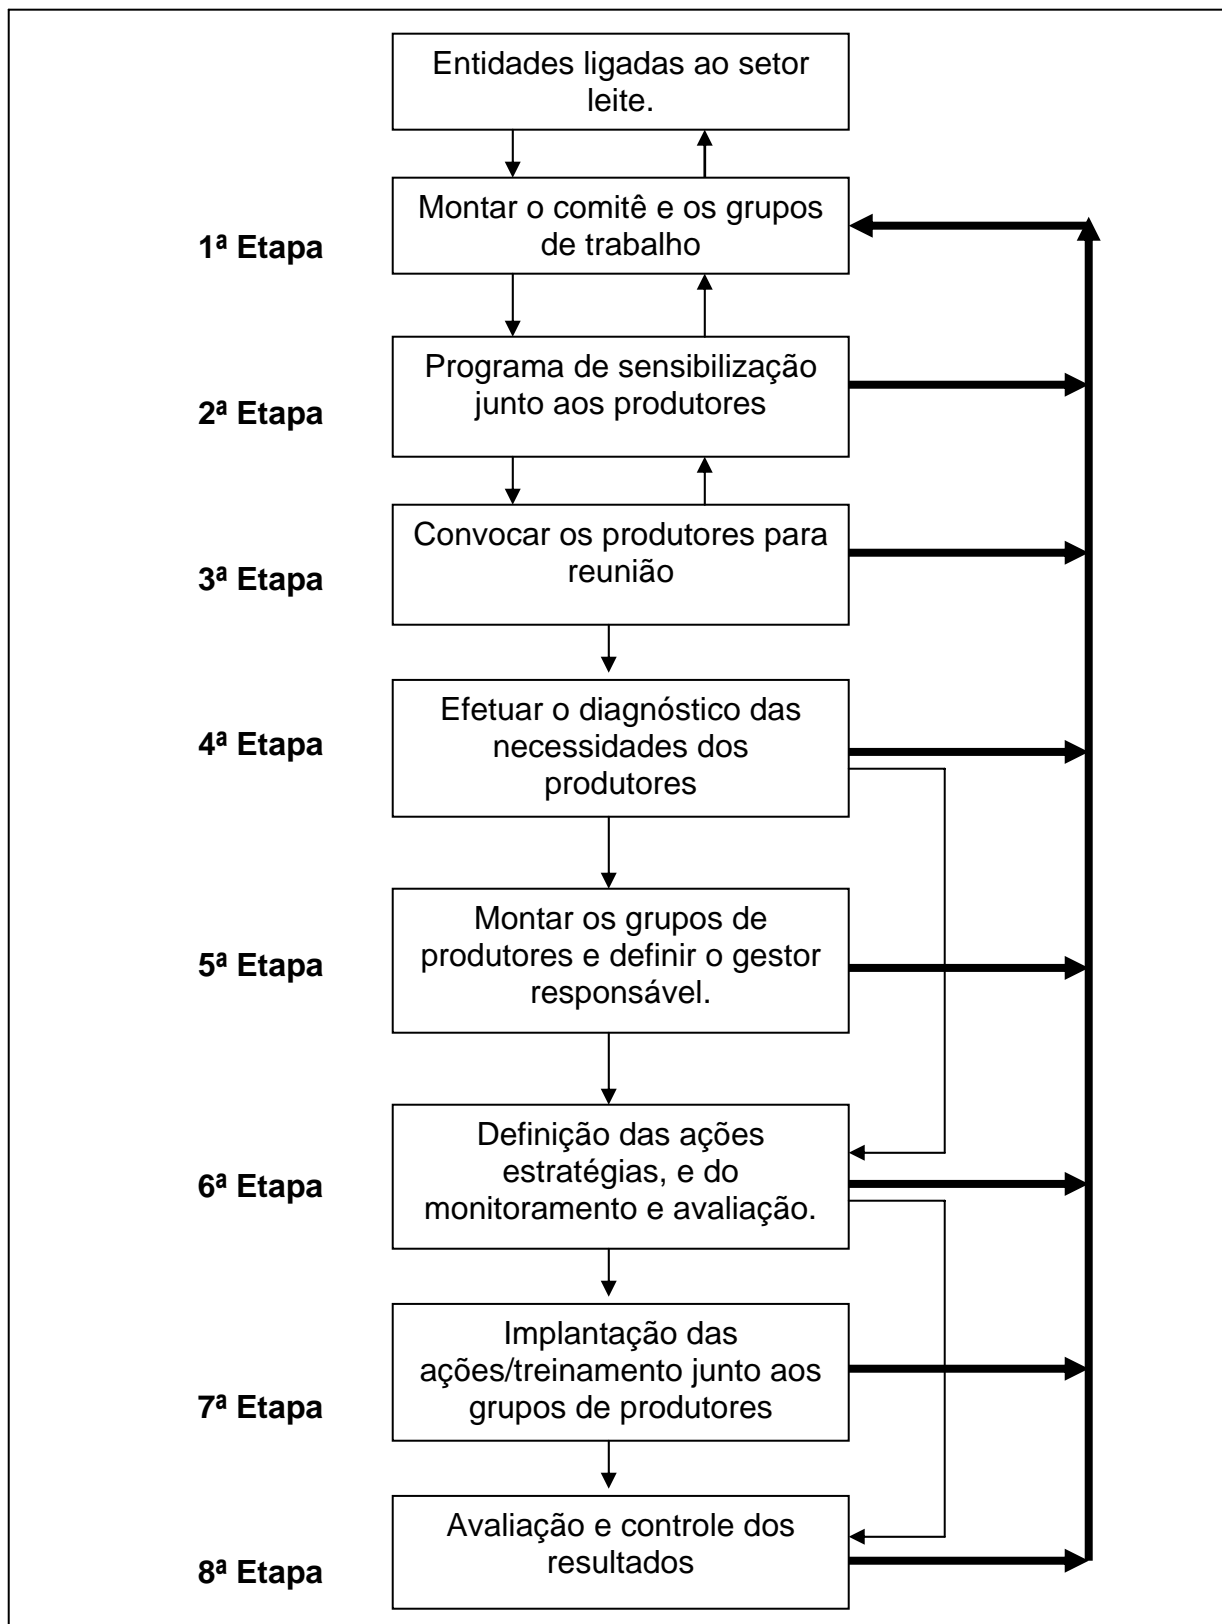 Entidades ligadas ao setor
leite.
Montar o comitê e os grupos
de trabalho
1ª Etapa
Programa de sensibilização
junto aos produtores
2ª Etapa
Convocar os produtores para
reunião
3ª Etapa
Efetuar o diagnóstico das
necessidades dos
produtores
4ª Etapa
Montar os grupos de
produtores e definir o gestor
responsável.
5ª Etapa
Definição das ações
estratégias, e do
monitoramento e avaliação.
6ª Etapa
Implantação das
ações/treinamento junto aos
grupos de produtores
7ª Etapa
Avaliação e controle dos
resultados
8ª Etapa